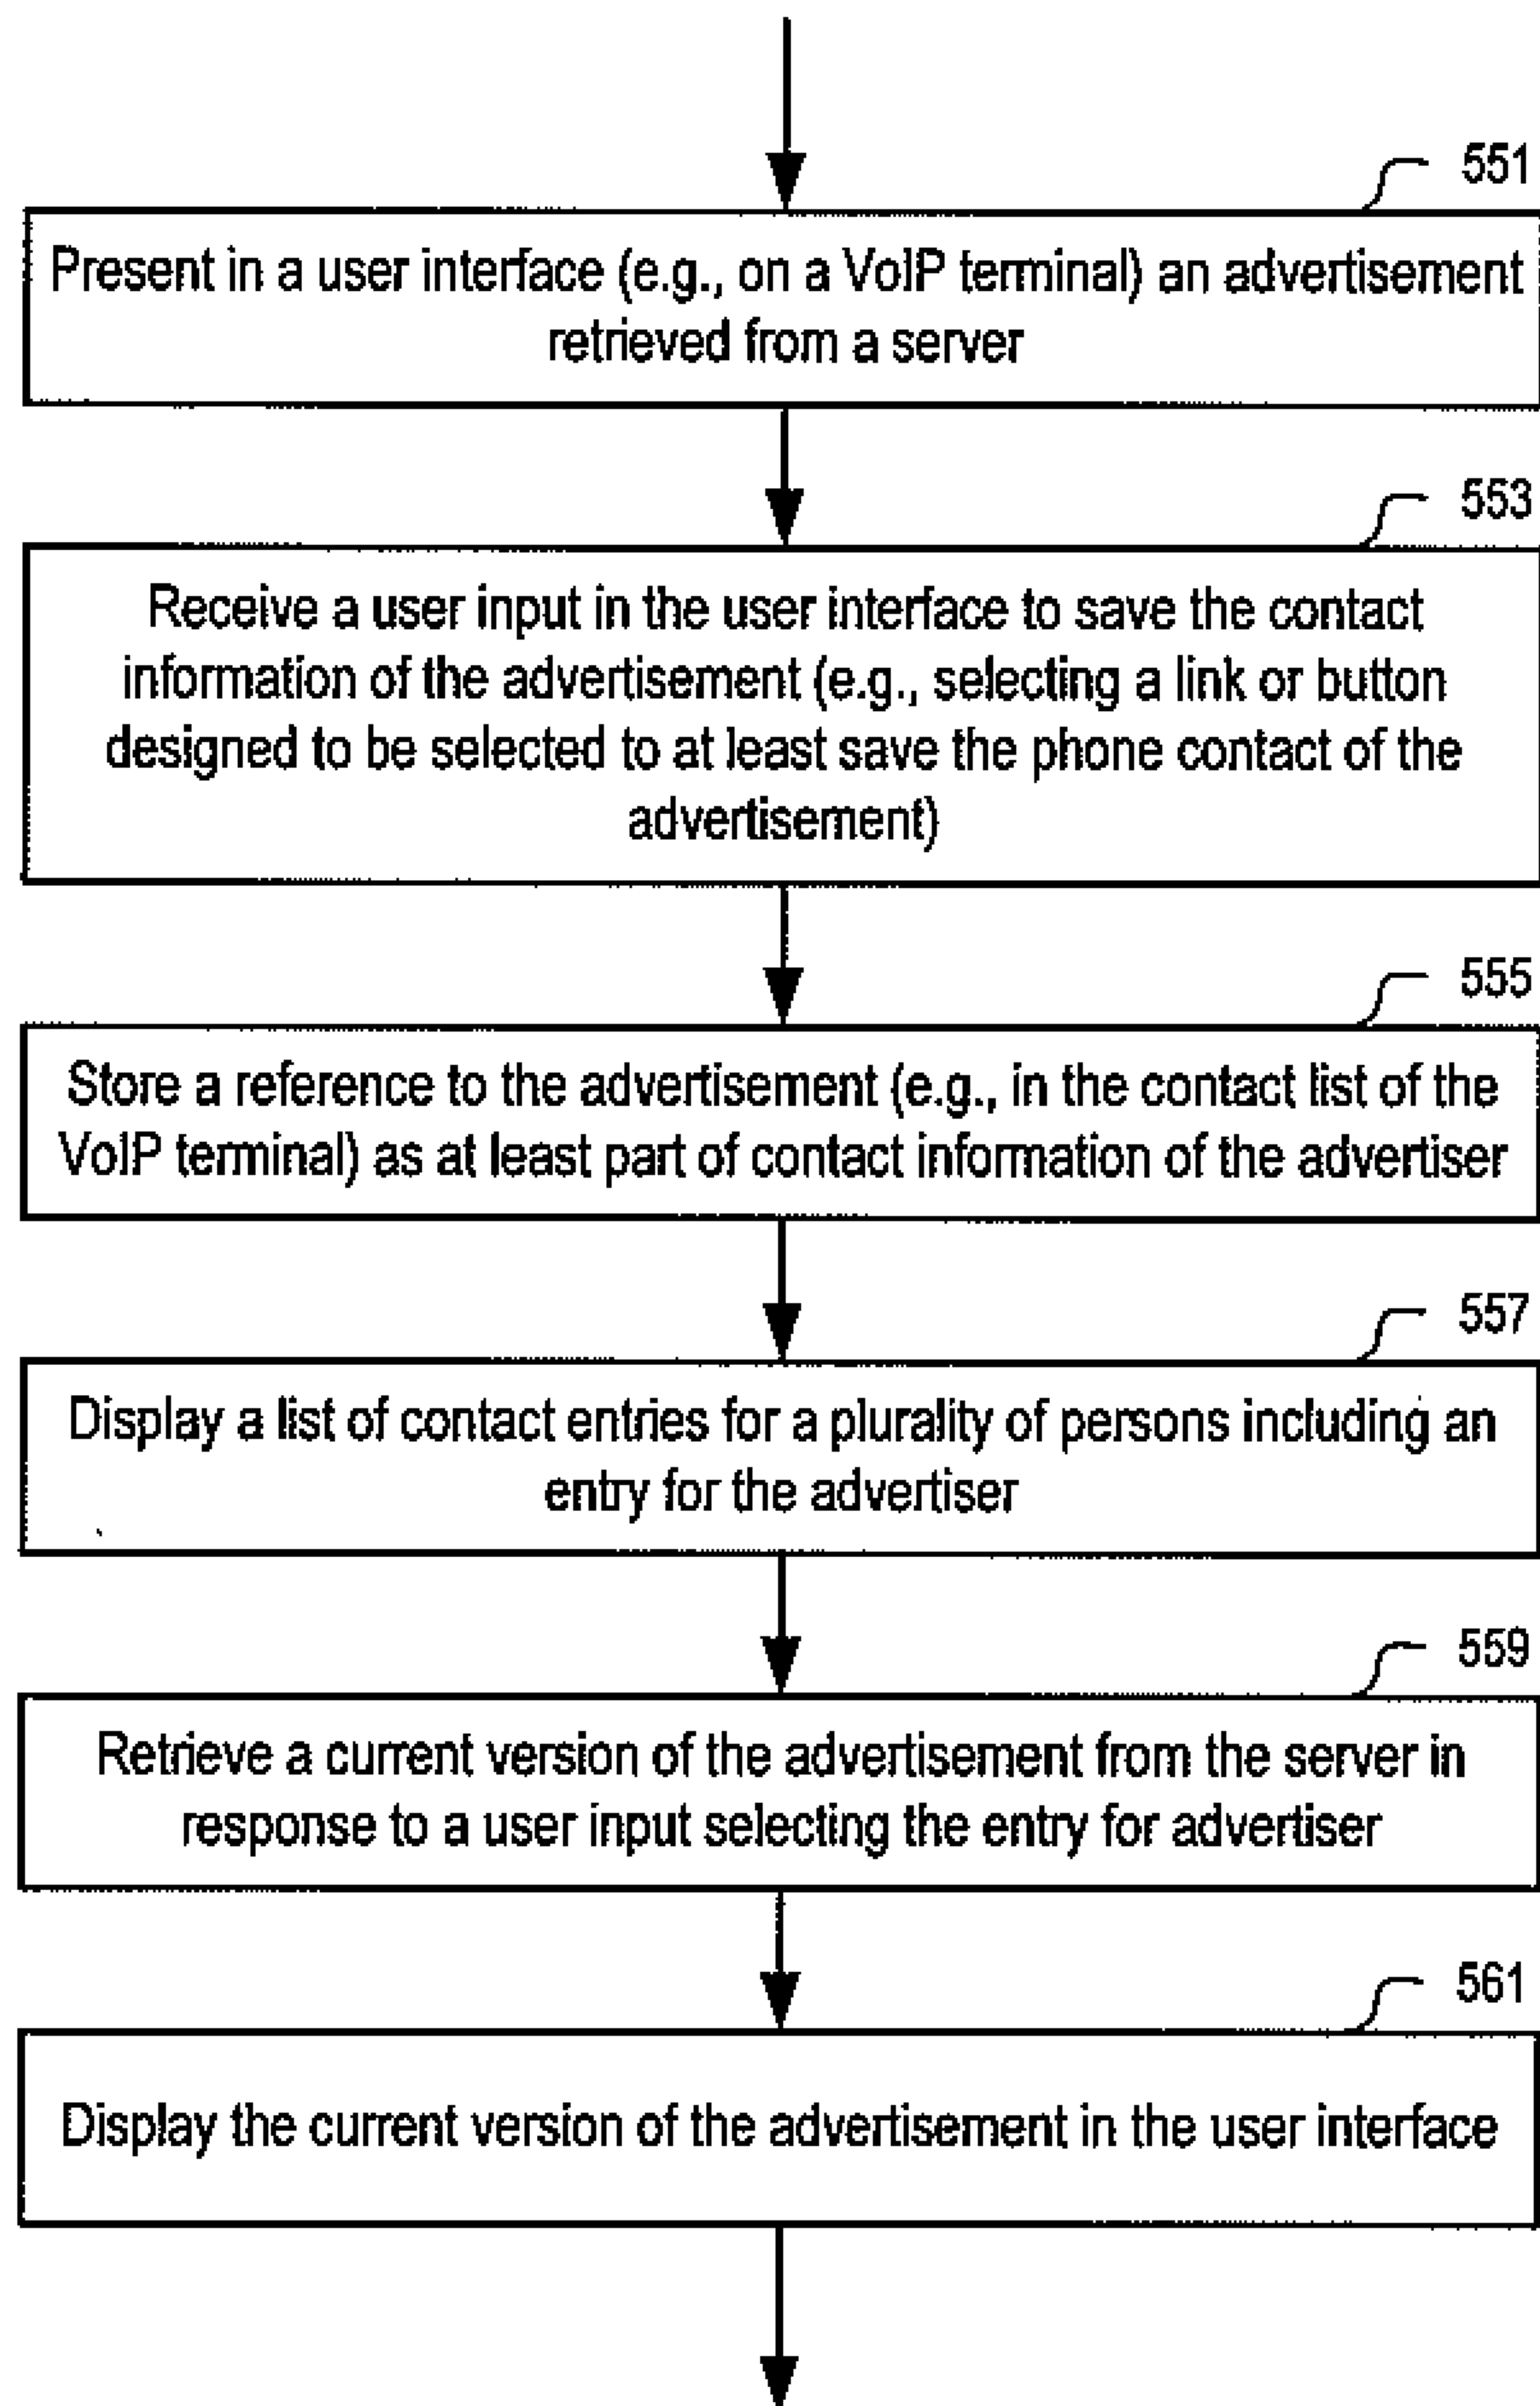 551
Present in a user interface (e.g., on a VoIP terminal) an advertisement
retrieved from a server
553
Receive a user input in the user interface to save the contact
information of the advertisement (e.g., selecting a link or button
designed to be selected to at least save the phone contact of the
advertisement)
555
Store a reference to the advertisement (e.g., in the contact list of the
VoIP terminal) as at least part of contact information of the advertiser
557
Display a list of contact entries for a plurality of persons including an
entry for the advertiser
559
Retrieve a current version of the advertisement from the server in
response to a user input selecting the entry for advertiser
561
Display the current version of the advertisement in the user interface